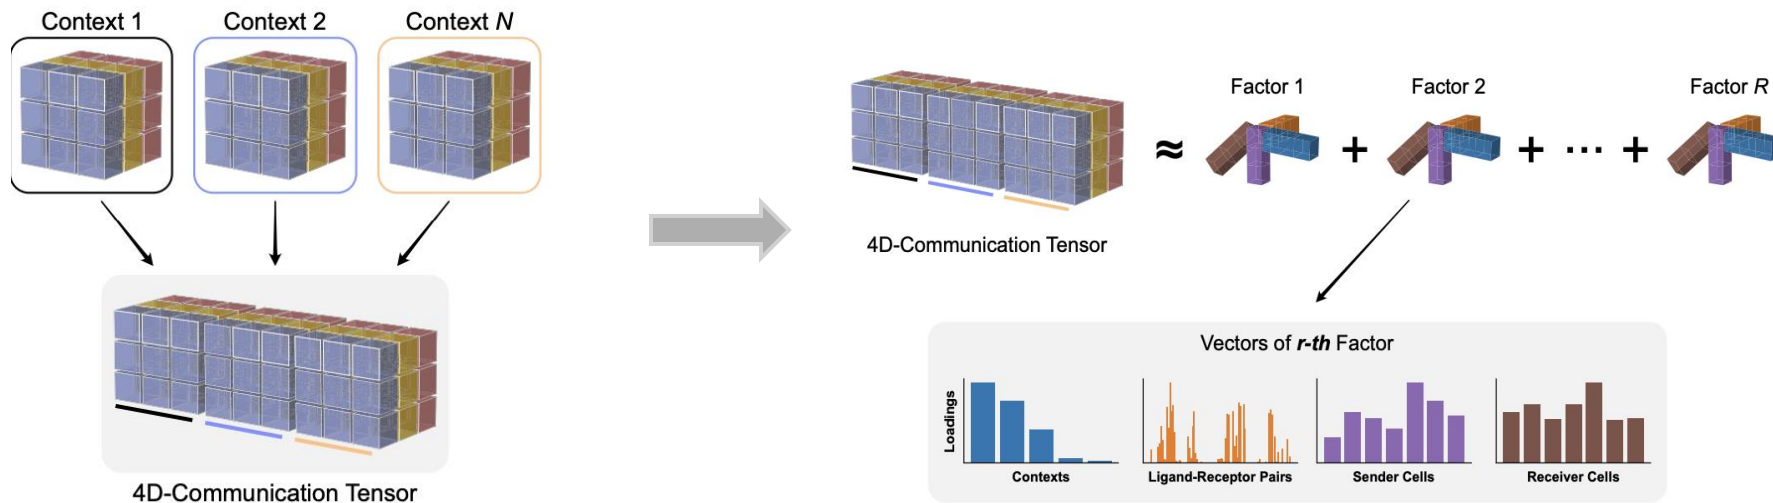 Context 1
Context 2
Context N
4D-Communication Tensor
4D-Communication Tensor
≈
Factor 1
+
Factor 2
+ ... +
Factor R
Vectors of r-th Factor
Loadings
Contexts
Ligand-Receptor Pairs
Sender Cells
Receiver Cells